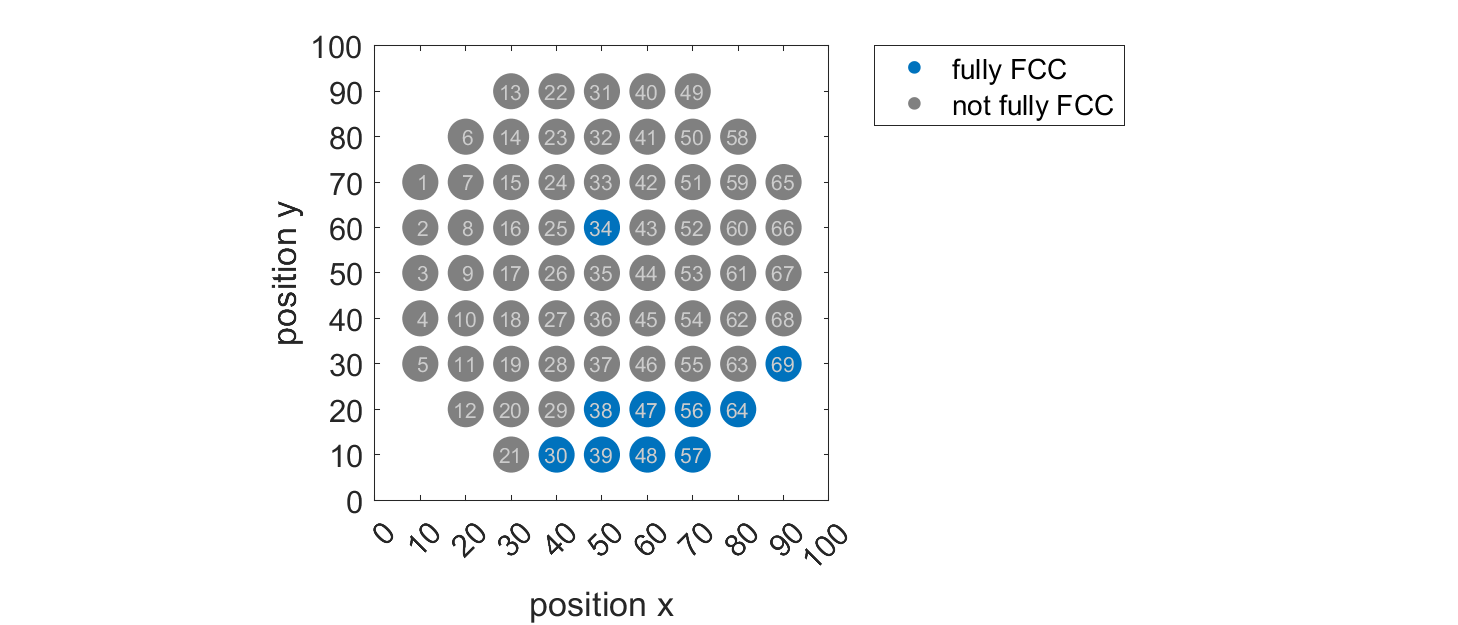 100
90
80
70
60
50
40
30
20
10
0
position y
13 22 31 40 49
6 14 23 32 41 50 58
1 7 15 24 33 42 51 59 65
2 8 16 25 34 43 52 60 66
3 9 17 26 35 44 53 61 67
4 10 18 27 36 45 54 62 68
5 11 19 28 37 46 55 63 69
12 20 29 38 47 56 64
21 30 39 48 57
0 10 20 30 40 50 60 70 80 90 100
position x
fully FCC
not fully FCC